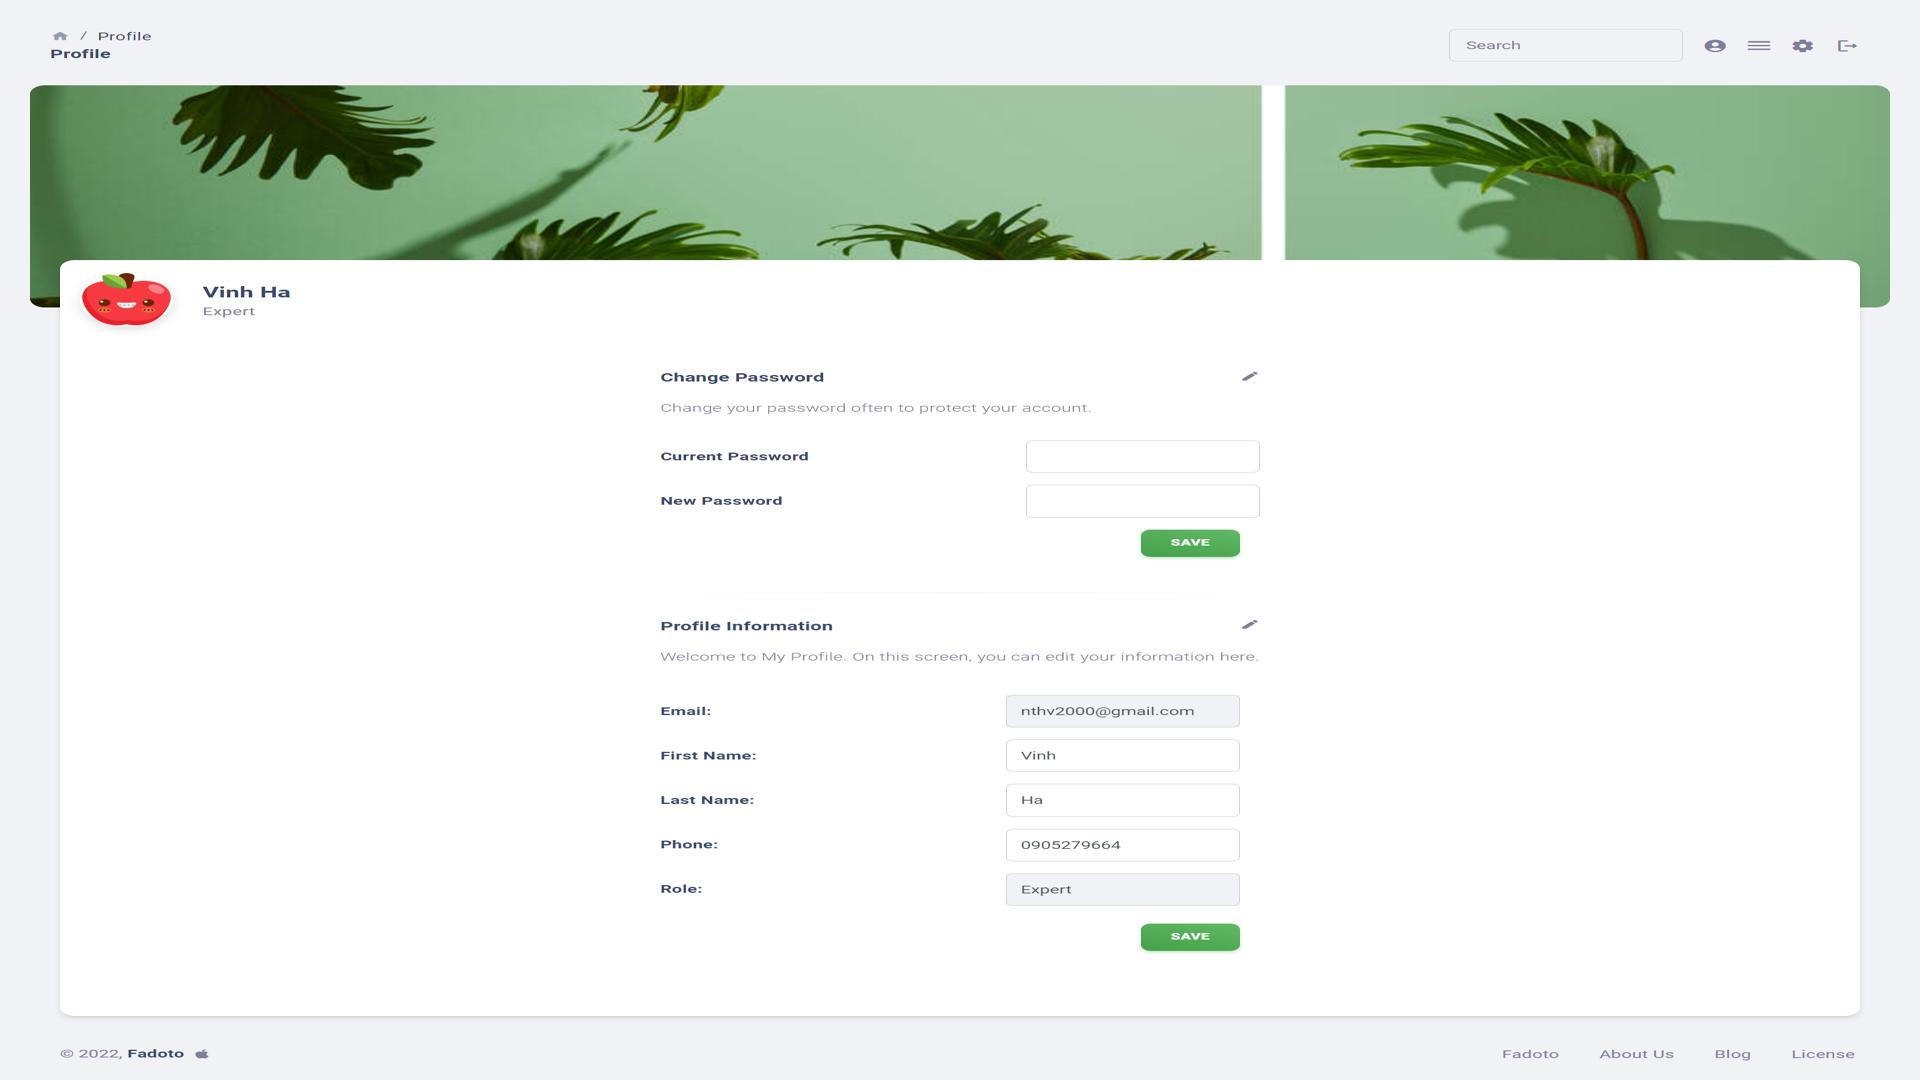 / Profile
Profile
Search
Vinh Ha
Expert
Change Password
Change your password often to protect your account.
Current Password
New Password
SAVE
Profile Information
Welcome to My Profile. On this screen, you can edit your information here.
Email: nthv2000@gmail.com
First Name: Vinh
Last Name: Ha
Phone: 0905279664
Role: Expert
SAVE
© 2022, Fadoto
Fadoto About Us Blog License